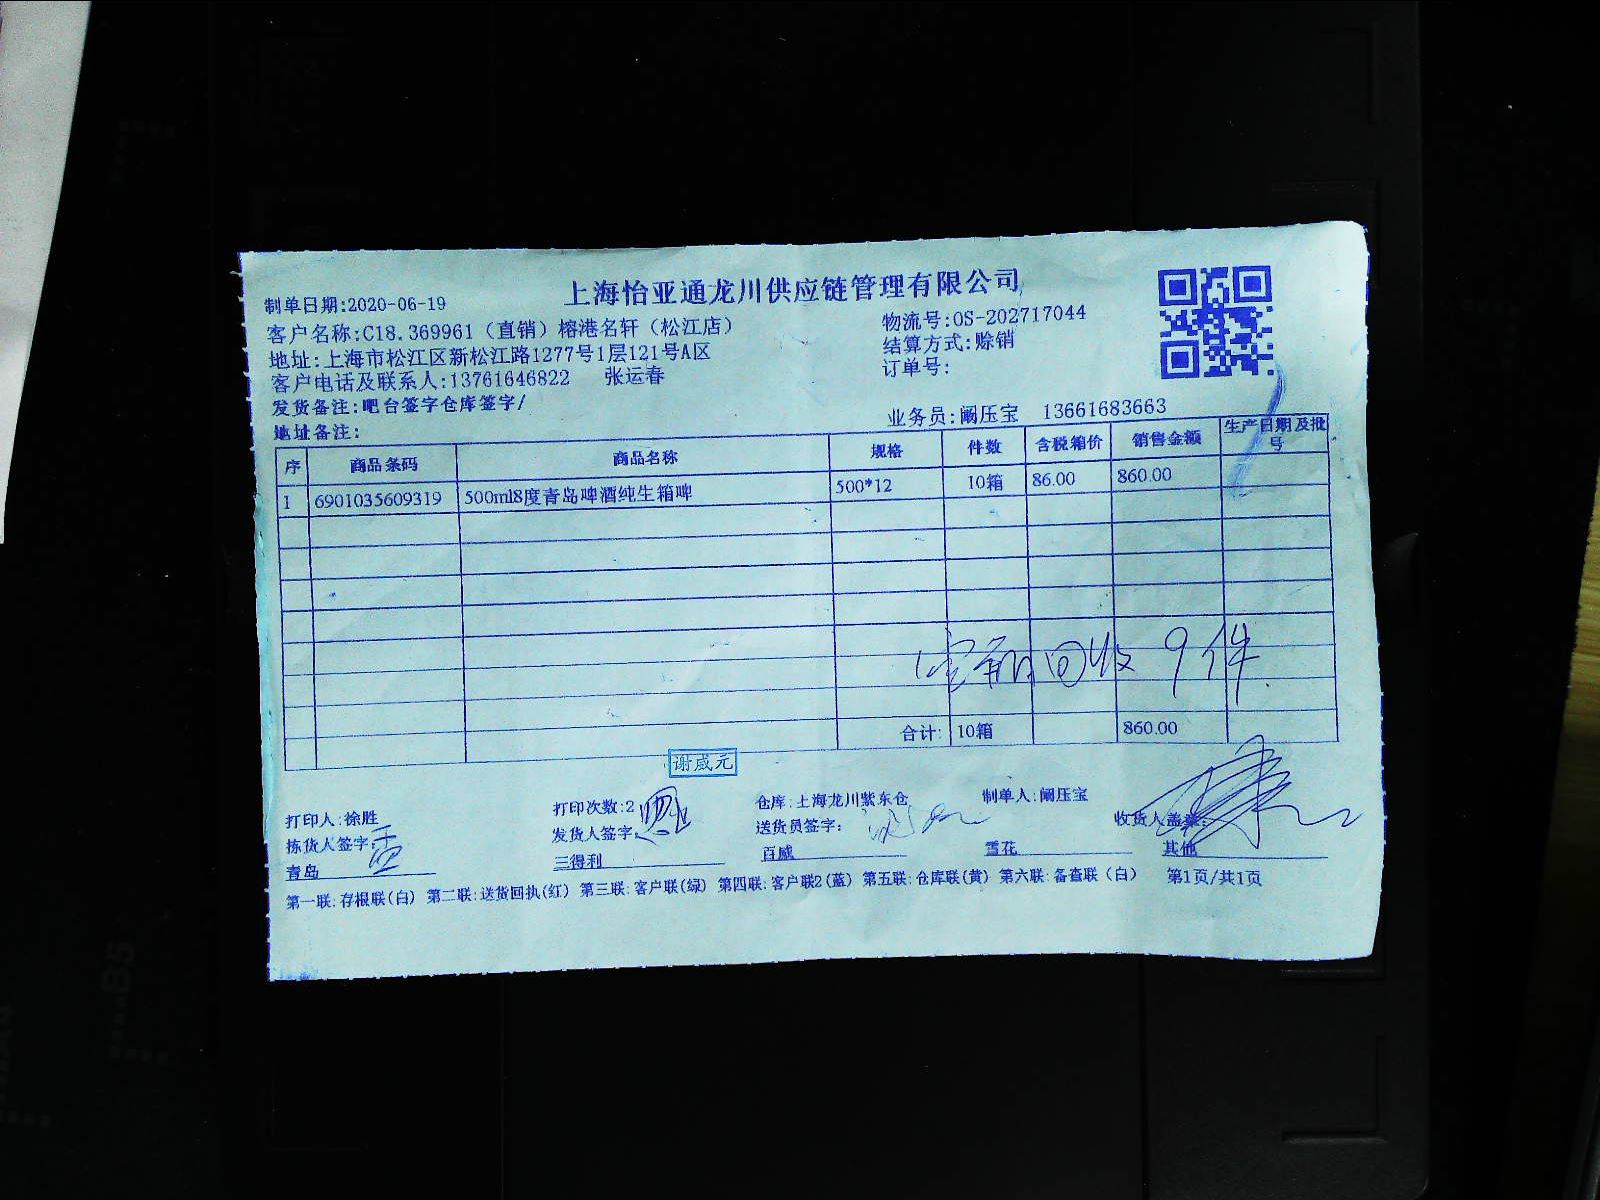 上海怡亚通龙川供应链管理有限公司
制单日期:2020-06-19
客户名称:C18.369961（直销）榕港名轩（松江店）
物流号:OS-202717044
地址:上海市松江区新松江路1277号1层121号A区
结算方式:赊销
客户电话及联系人:13761646822 张运春
订单号:
发货备注:吧台签字仓库签字/
业务员:阚压宝 13661683663
地址备注:
序 商品条码 商品名称 规格 件数 含税箱价 销售金额 生产日期及批号
1 6901035609319 500ml8度青岛啤酒纯生箱啤 500*12 10箱 86.00 860.00
空瓶回收9件
合计: 10箱 860.00
谢威元
打印人:徐胜 打印次数:2 仓库:上海龙川紫东仓 制单人:阚压宝 收货人盖章:
拣货人签字: 发货人签字: 送货员签字:
青岛 三得利 百威 雪花 其他
第一联:存根联(白) 第二联:送货回执(红) 第三联:客户联(绿) 第四联:客户联2(蓝) 第五联:仓库联(黄) 第六联:备查联（白） 第1页/共1页